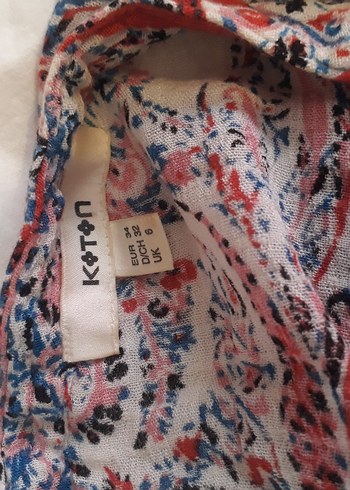 KOTON
EUR 34
D/CH 32
UK 6